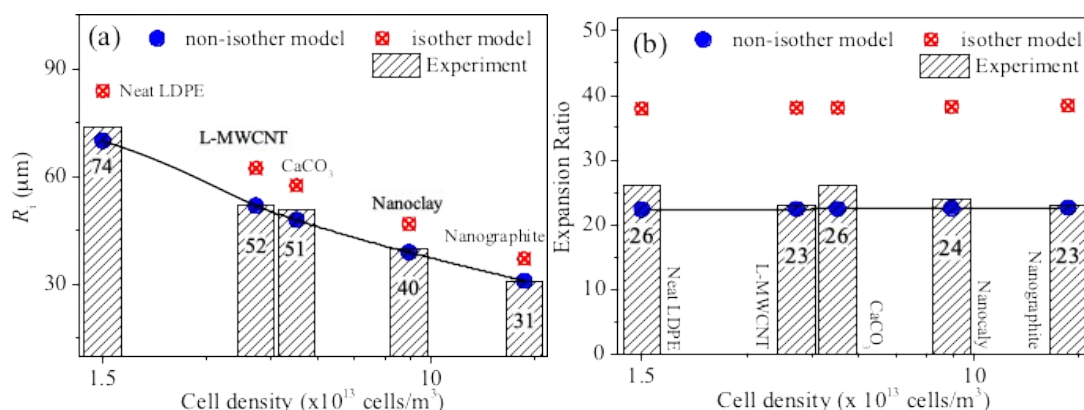 (a)
non-isother model
isother model
Experiment
Neat LDPE
L-MWCNT
CaCO3
Nanoclay
Nanographite
74
52
51
40
31
90
60
30
R1 (µm)
1.5
10
Cell density (x10^13 cells/m^3)
(b)
non-isother model
isother model
Experiment
50
40
30
20
10
0
Expansion Ratio
26
23
26
24
23
Neat LDPE
L-MWCNT
CaCO3
Nanocaly
Nanographite
1.5
10
Cell density (x 10^13 cells/m^3)